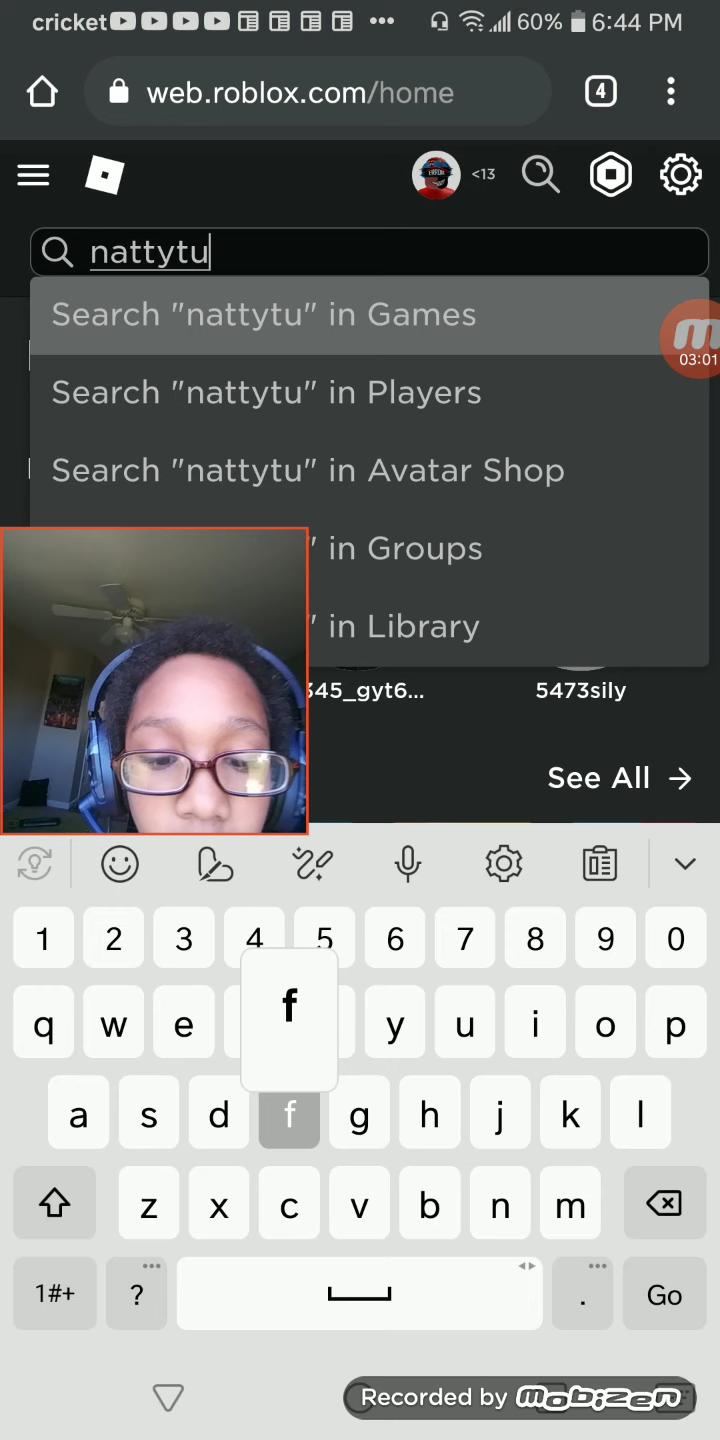 cricket ••• 60% 6:44 PM
web.roblox.com/home 4
<13
nattytu
Search "nattytu" in Games
03:01
Search "nattytu" in Players
Search "nattytu" in Avatar Shop
" in Groups
" in Library
345_gyt6... 5473sily
See All →
1 2 3 4 5 6 7 8 9 0
f
q w e y u i o p
a s d f g h j k l
z x c v b n m
1#+ ? . Go
Recorded by mobizen